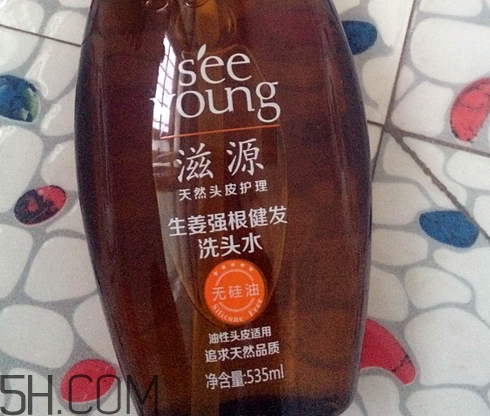 see
young
滋源
天然头皮护理
生姜强根健发
洗头水
无硅油
Silicone Free
油性头皮适用
追求天然品质
净含量:535ml
5H.COM